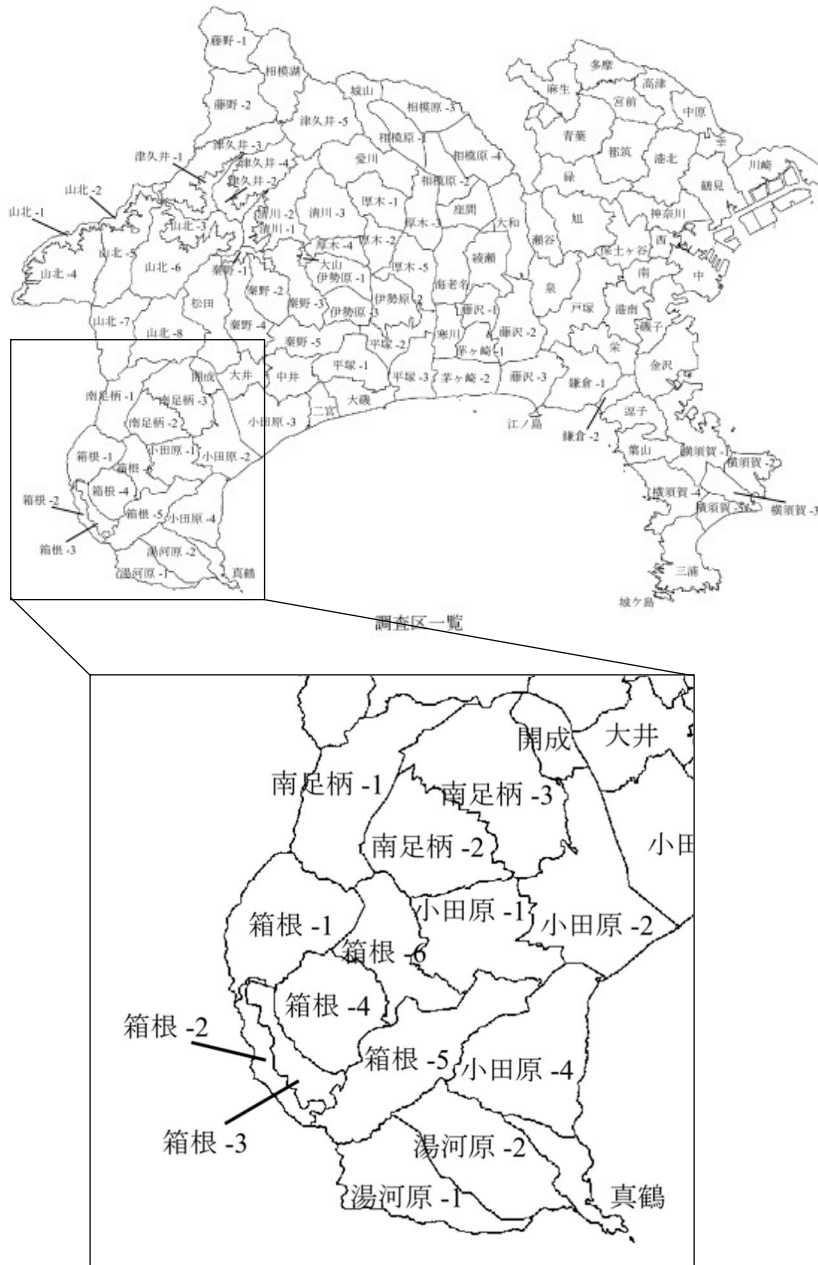 藤野 -1
相模湖
藤野 -2
城山
相模原 -3
津久井 -5
相模原 -1
津久井 -3
津久井 -1
津久井 -4
津久井 -2
愛川
相模原 -4
相模原 -2
山北 -2
山北 -1
山北 -3
清川 -2
清川 -1
清川 -3
厚木 -1
座間
厚木 -3
大和
山北 -5
山北 -4
山北 -6
秦野 -1
厚木 -4
厚木 -2
大山
厚木 -5
綾瀬
伊勢原 -1
海老名
松田
秦野 -2
秦野 -3
伊勢原 -2
伊勢原 -3
藤沢 -1
山北 -7
山北 -8
秦野 -4
秦野 -5
平塚 -2
寒川
藤沢 -2
茅ヶ崎 -1
開成
大井
中井
平塚 -1
平塚 -3
茅ヶ崎 -2
藤沢 -3
南足柄 -1
南足柄 -3
南足柄 -2
小田原 -3
二宮
大磯
江ノ島
箱根 -1
箱根 -6
小田原 -1
小田原 -2
箱根 -2
箱根 -4
箱根 -5
小田原 -4
箱根 -3
湯河原 -2
湯河原 -1
真鶴
多摩
麻生
高津
宮前
中原
青葉
都筑
港北
幸
川崎
緑
鶴見
旭
神奈川
瀬谷
保土ヶ谷
西
泉
南
中
戸塚
港南
磯子
栄
金沢
鎌倉 -1
逗子
鎌倉 -2
葉山
横須賀 -1
横須賀 -2
横須賀 -4
横須賀 -5
横須賀 -3
三浦
城ケ島
調査区一覧
開成
大井
南足柄 -1
南足柄 -3
南足柄 -2
小田
小田原 -1
箱根 -1
小田原 -2
箱根 -6
箱根 -4
箱根 -2
箱根 -5
小田原 -4
箱根 -3
湯河原 -2
湯河原 -1
真鶴